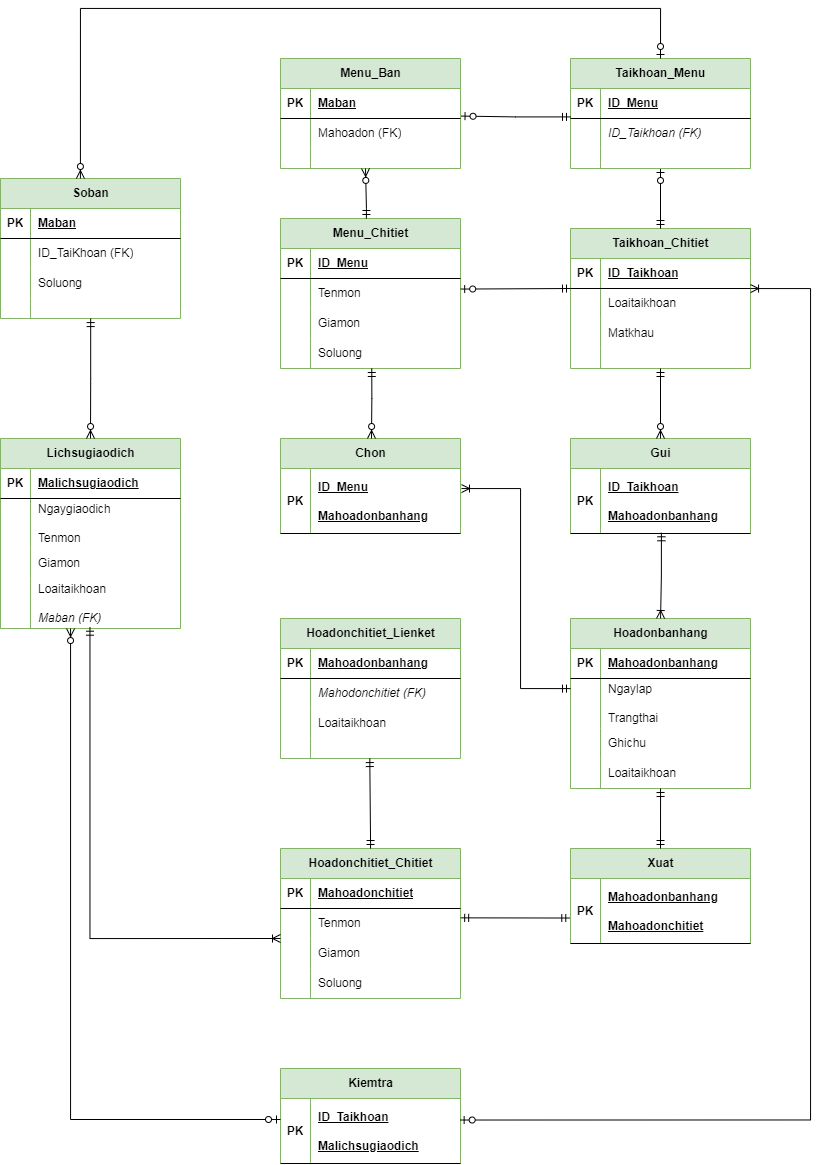 Menu_Ban
PK Maban
Mahoadon (FK)
Taikhoan_Menu
PK ID_Menu
ID_Taikhoan (FK)
Soban
PK Maban
ID_TaiKhoan (FK)
Soluong
Menu_Chitiet
PK ID_Menu
Tenmon
Giamon
Soluong
Taikhoan_Chitiet
PK ID_Taikhoan
Loaitaikhoan
Matkhau
Lichsugiaodich
PK Malichsugiaodich
Ngaygiaodich
Tenmon
Giamon
Loaitaikhoan
Maban (FK)
Chon
ID_Menu
PK
Mahoadonbanhang
Gui
ID_Taikhoan
PK
Mahoadonbanhang
Hoadonchitiet_Lienket
PK Mahoadonbanhang
Mahodonchitiet (FK)
Loaitaikhoan
Hoadonbanhang
PK Mahoadonbanhang
Ngaylap
Trangthai
Ghichu
Loaitaikhoan
Hoadonchitiet_Chitiet
PK Mahoadonchitiet
Tenmon
Giamon
Soluong
Xuat
Mahoadonbanhang
PK
Mahoadonchitiet
Kiemtra
ID_Taikhoan
PK
Malichsugiaodich